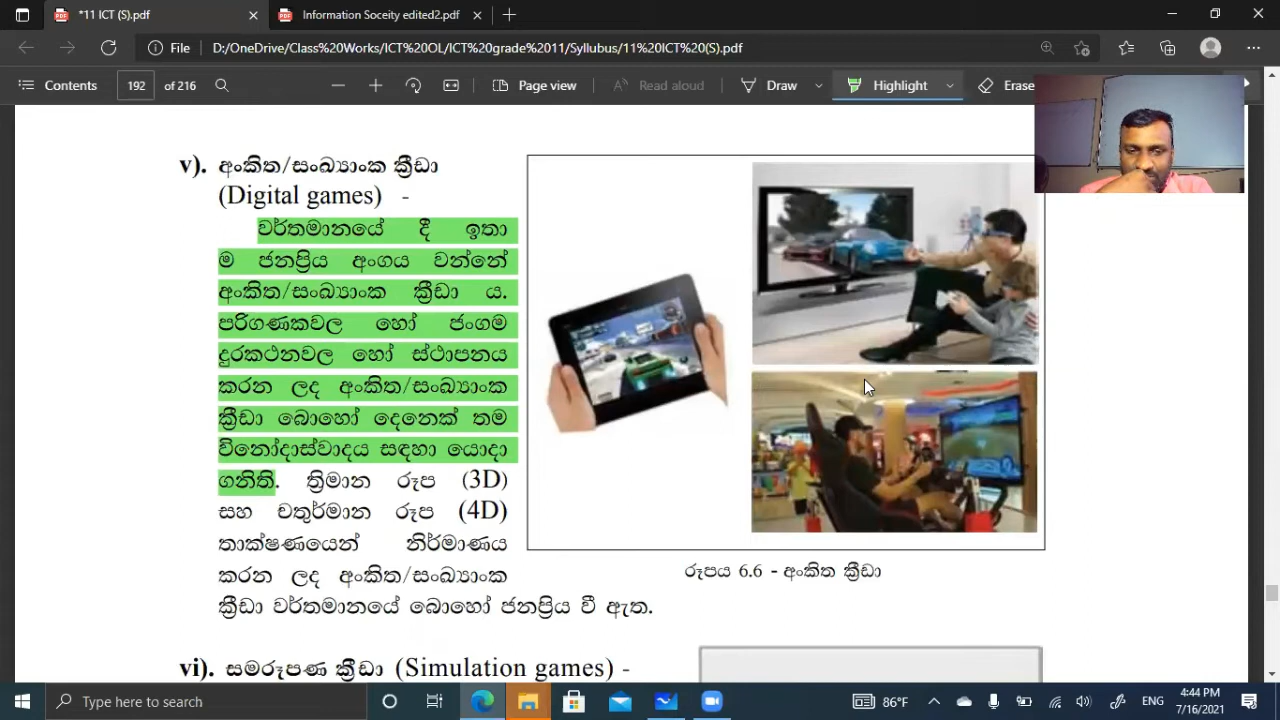 *11 ICT (S).pdf
Information Soceity edited2.pdf
File
D:/OneDrive/Class%20Works/ICT%20OL/ICT%20grade%2011/Syllubus/11%20ICT%20(S).pdf
Contents
192 of 216
Page view
Read aloud
Draw
Highlight
Erase
v). අංකිත/සංඛ්‍යාංක ක්‍රීඩා
(Digital games) -
වර්තමානයේ දී ඉතා
ම ජනප්‍රිය අංගය වන්නේ
අංකිත/සංඛ්‍යාංක ක්‍රීඩා ය.
පරිගණකවල හෝ ජංගම
දුරකථනවල හෝ ස්ථාපනය
කරන ලද අංකිත/සංඛ්‍යාංක
ක්‍රීඩා බොහෝ දෙනෙක් තම
විනෝදාස්වාදය සඳහා යොදා
ගනිති. ත්‍රිමාන රූප (3D)
සහ චතුර්මාන රූප (4D)
තාක්ෂණයෙන් නිර්මාණය
කරන ලද අංකිත/සංඛ්‍යාංක
ක්‍රීඩා වර්තමානයේ බොහෝ ජනප්‍රිය වී ඇත.
රූපය 6.6 - අංකිත ක්‍රීඩා
vi). සමරූපණ ක්‍රීඩා (Simulation games) -
Type here to search
86°F
ENG
4:44 PM
7/16/2021